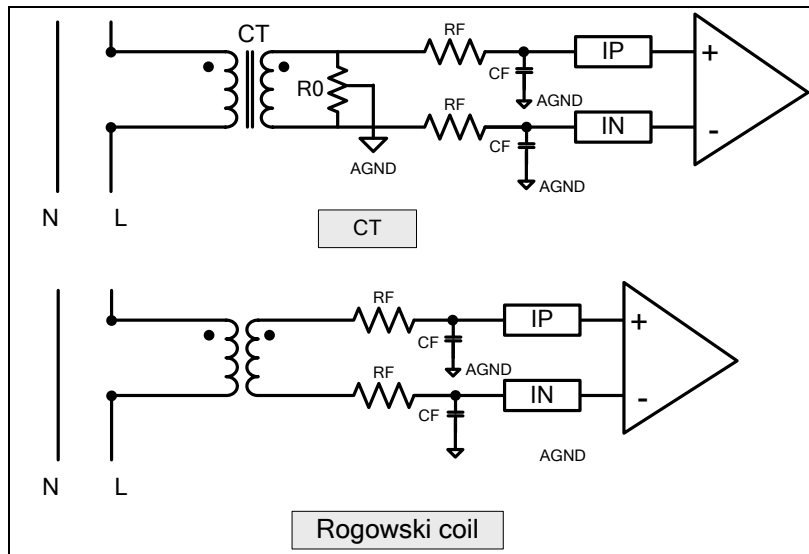 CT
RF
IP
+
CF
AGND
R0
RF
IN
-
CF
AGND
AGND
N
L
CT
RF
IP
+
CF
AGND
RF
IN
-
CF
AGND
N
L
Rogowski coil